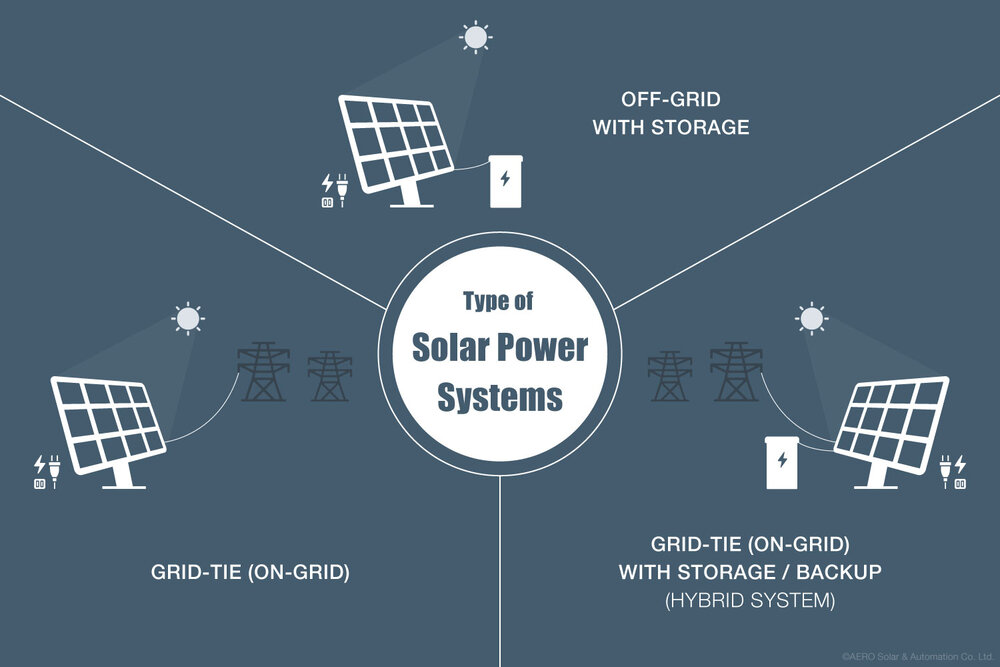 OFF-GRID
WITH STORAGE
Type of
Solar Power
Systems
GRID-TIE (ON-GRID)
GRID-TIE (ON-GRID)
WITH STORAGE / BACKUP
(HYBRID SYSTEM)
©AERO Solar & Automation Co. Ltd.